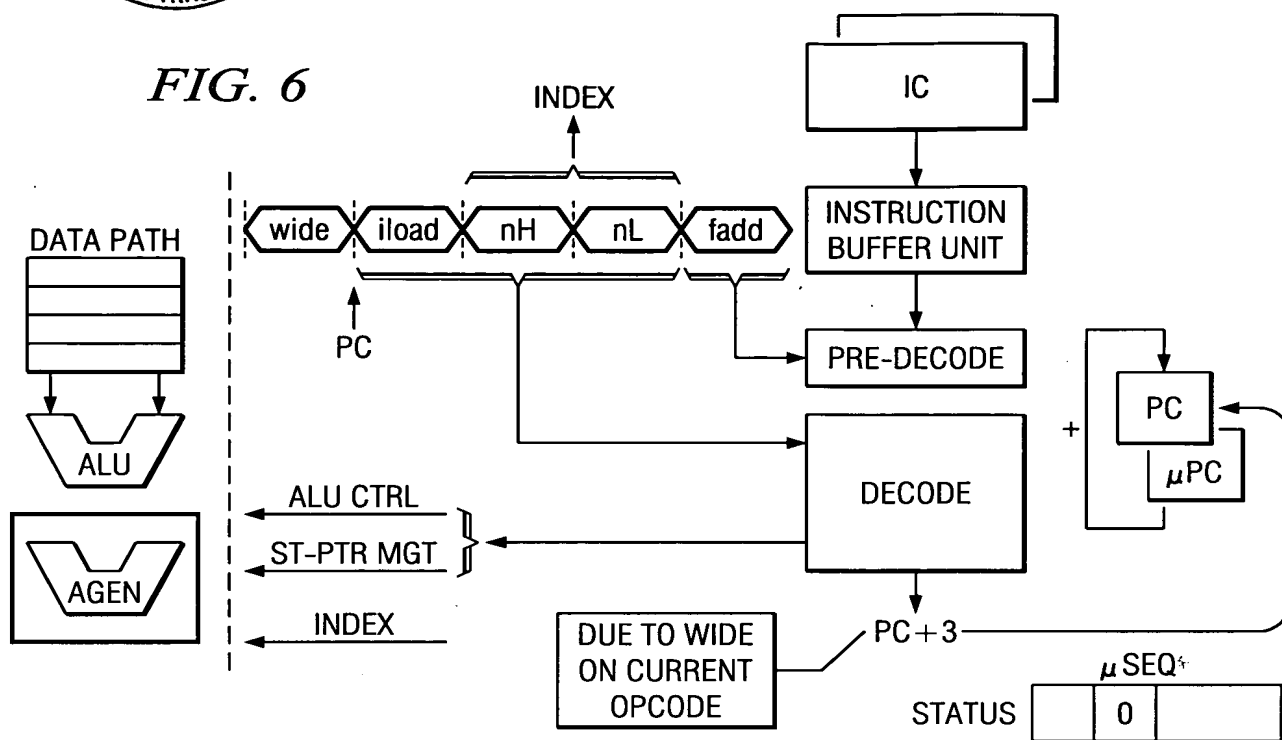 FIG. 6
IC
INDEX
wide
iload
nH
nL
fadd
INSTRUCTION
BUFFER UNIT
DATA PATH
PC
PRE-DECODE
PC
+
μPC
ALU
DECODE
ALU CTRL
ST-PTR MGT
AGEN
INDEX
DUE TO WIDE
ON CURRENT
OPCODE
PC+3
μSEQ
STATUS
0